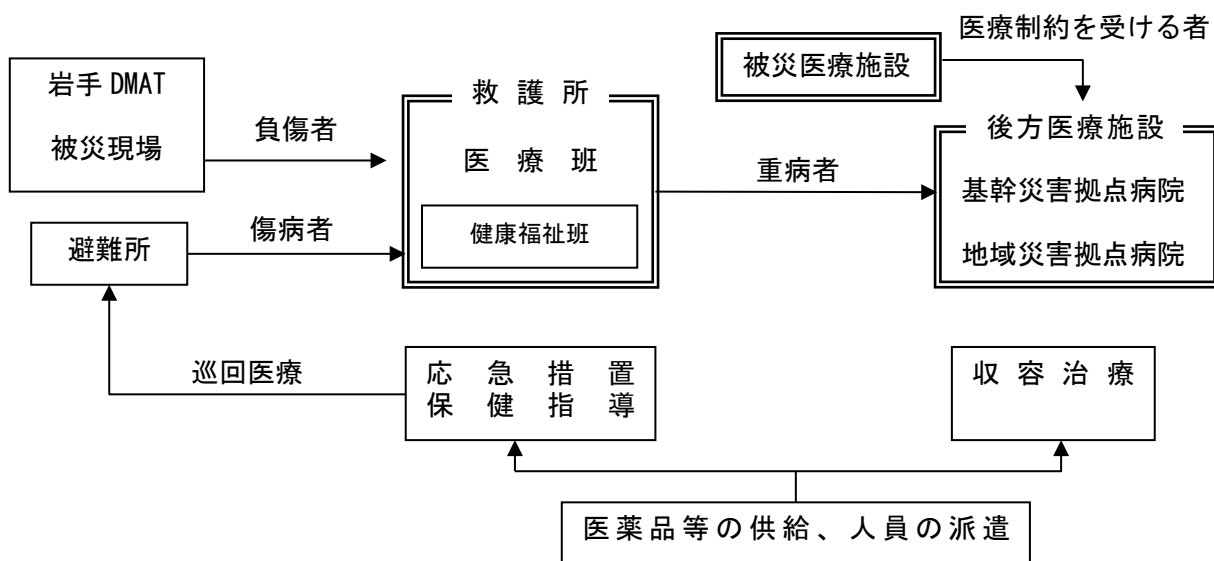 医療制約を受ける者
被災医療施設
岩手 DMAT
被災現場
負傷者
救護所
医療班
健康福祉班
重病者
後方医療施設
基幹災害拠点病院
地域災害拠点病院
避難所
傷病者
巡回医療
応急措置
保健指導
収容治療
医薬品等の供給、人員の派遣